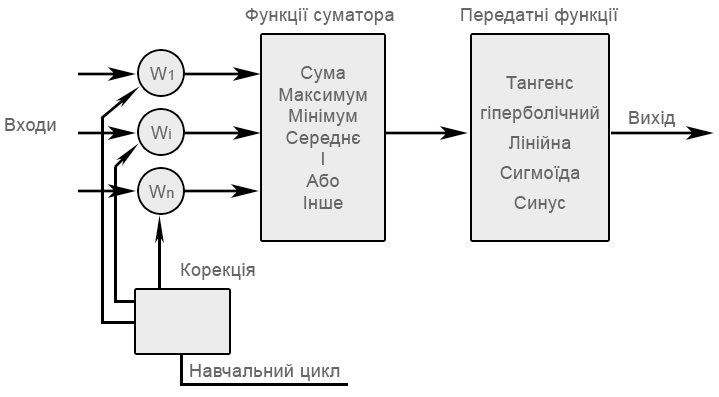 Функції суматора
Передатні функції
Входи
W1
Wi
Wn
Сума
Максимум
Мінімум
Середнє
І
Або
Інше
Тангенс
гіперболічний
Лінійна
Сигмоїда
Синус
Вихід
Корекція
Навчальний цикл